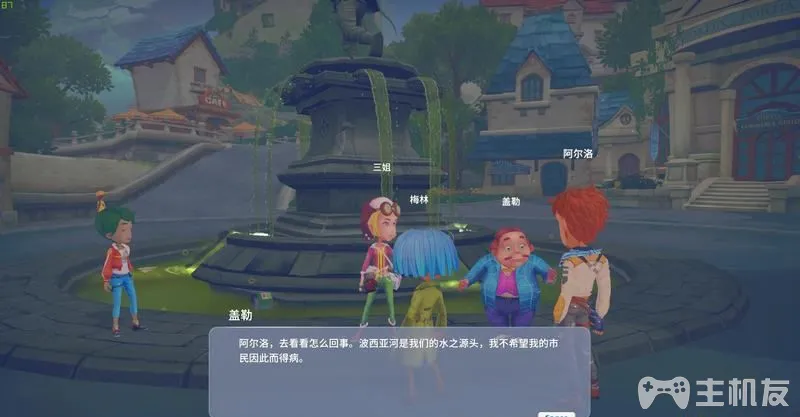 87
阿尔洛
三姐
梅林
盖勒
盖勒
阿尔洛，去看看怎么回事。波西亚河是我们的水之源头，我不希望我的市
民因此而得病。
主机友